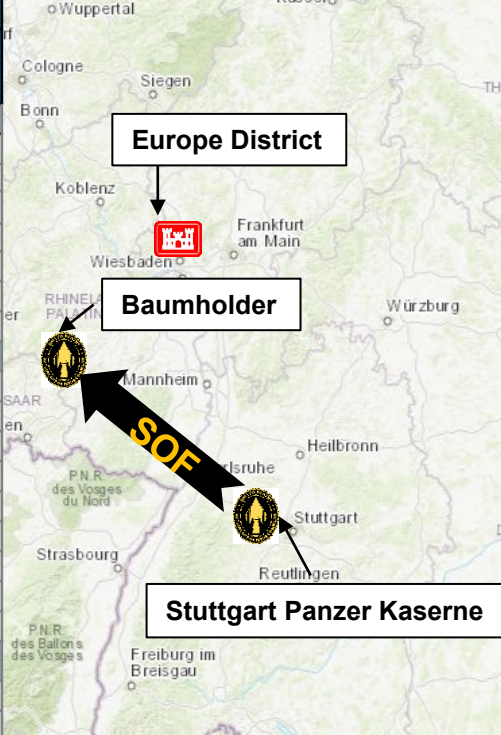 Wuppertal
Cologne
Siegen
Bonn
Europe District
Koblenz
Frankfurt
am Main
Wiesbaden
Baumholder
Würzburg
Mannheim
SAAR
SOF
Heilbronn
P.N.R.
des Vosges
du Nord
Stuttgart
Strasbourg
Reutlingen
Stuttgart Panzer Kaserne
P.N.R.
des Ballons
des Vosges
Freiburg im
Breisgau